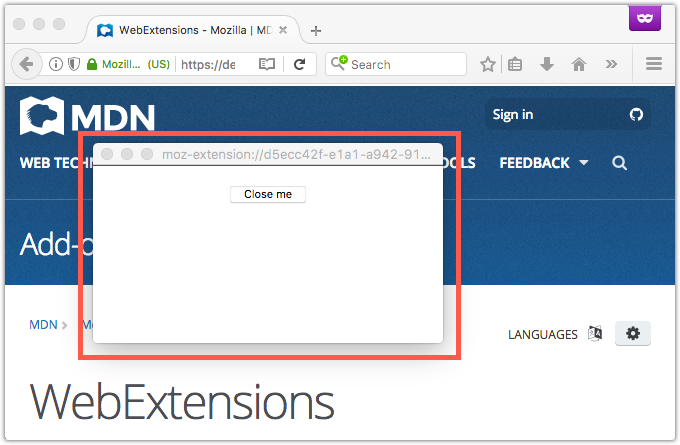 WebExtensions - Mozilla | MD
Mozill... (US) https://de Search
MDN Sign in
moz-extension://d5ecc42f-e1a1-a942-91...
WEB TECH OLS FEEDBACK
Close me
Add-o
MDN
LANGUAGES
WebExtensions